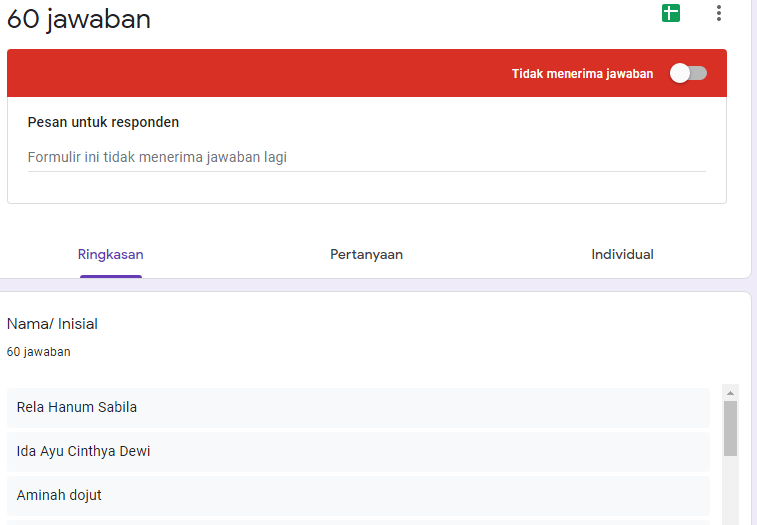 60 jawaban
Tidak menerima jawaban
Pesan untuk responden
Formulir ini tidak menerima jawaban lagi
Ringkasan
Pertanyaan
Individual
Nama/ Inisial
60 jawaban
Rela Hanum Sabila
Ida Ayu Cinthya Dewi
Aminah dojut